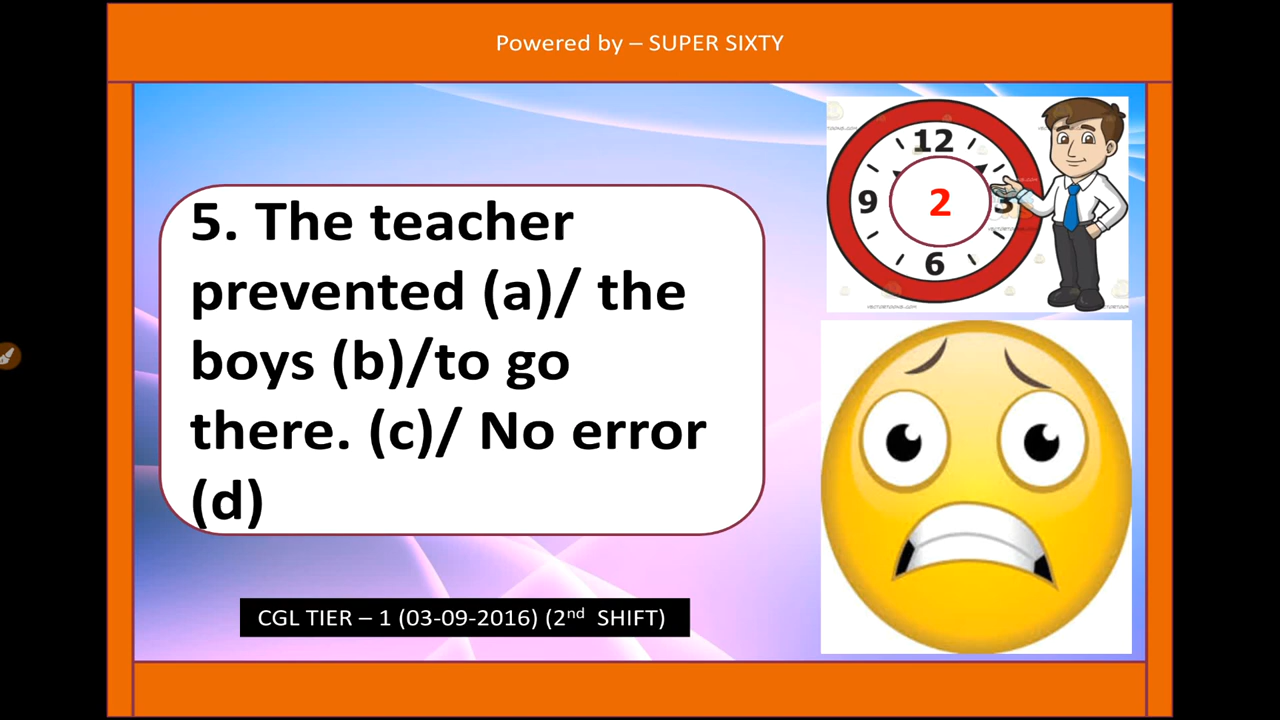 Powered by – SUPER SIXTY
5. The teacher
prevented (a)/ the
boys (b)/to go
there. (c)/ No error
(d)
12
9
2
3
6
CGL TIER – 1 (03-09-2016) (2nd SHIFT)